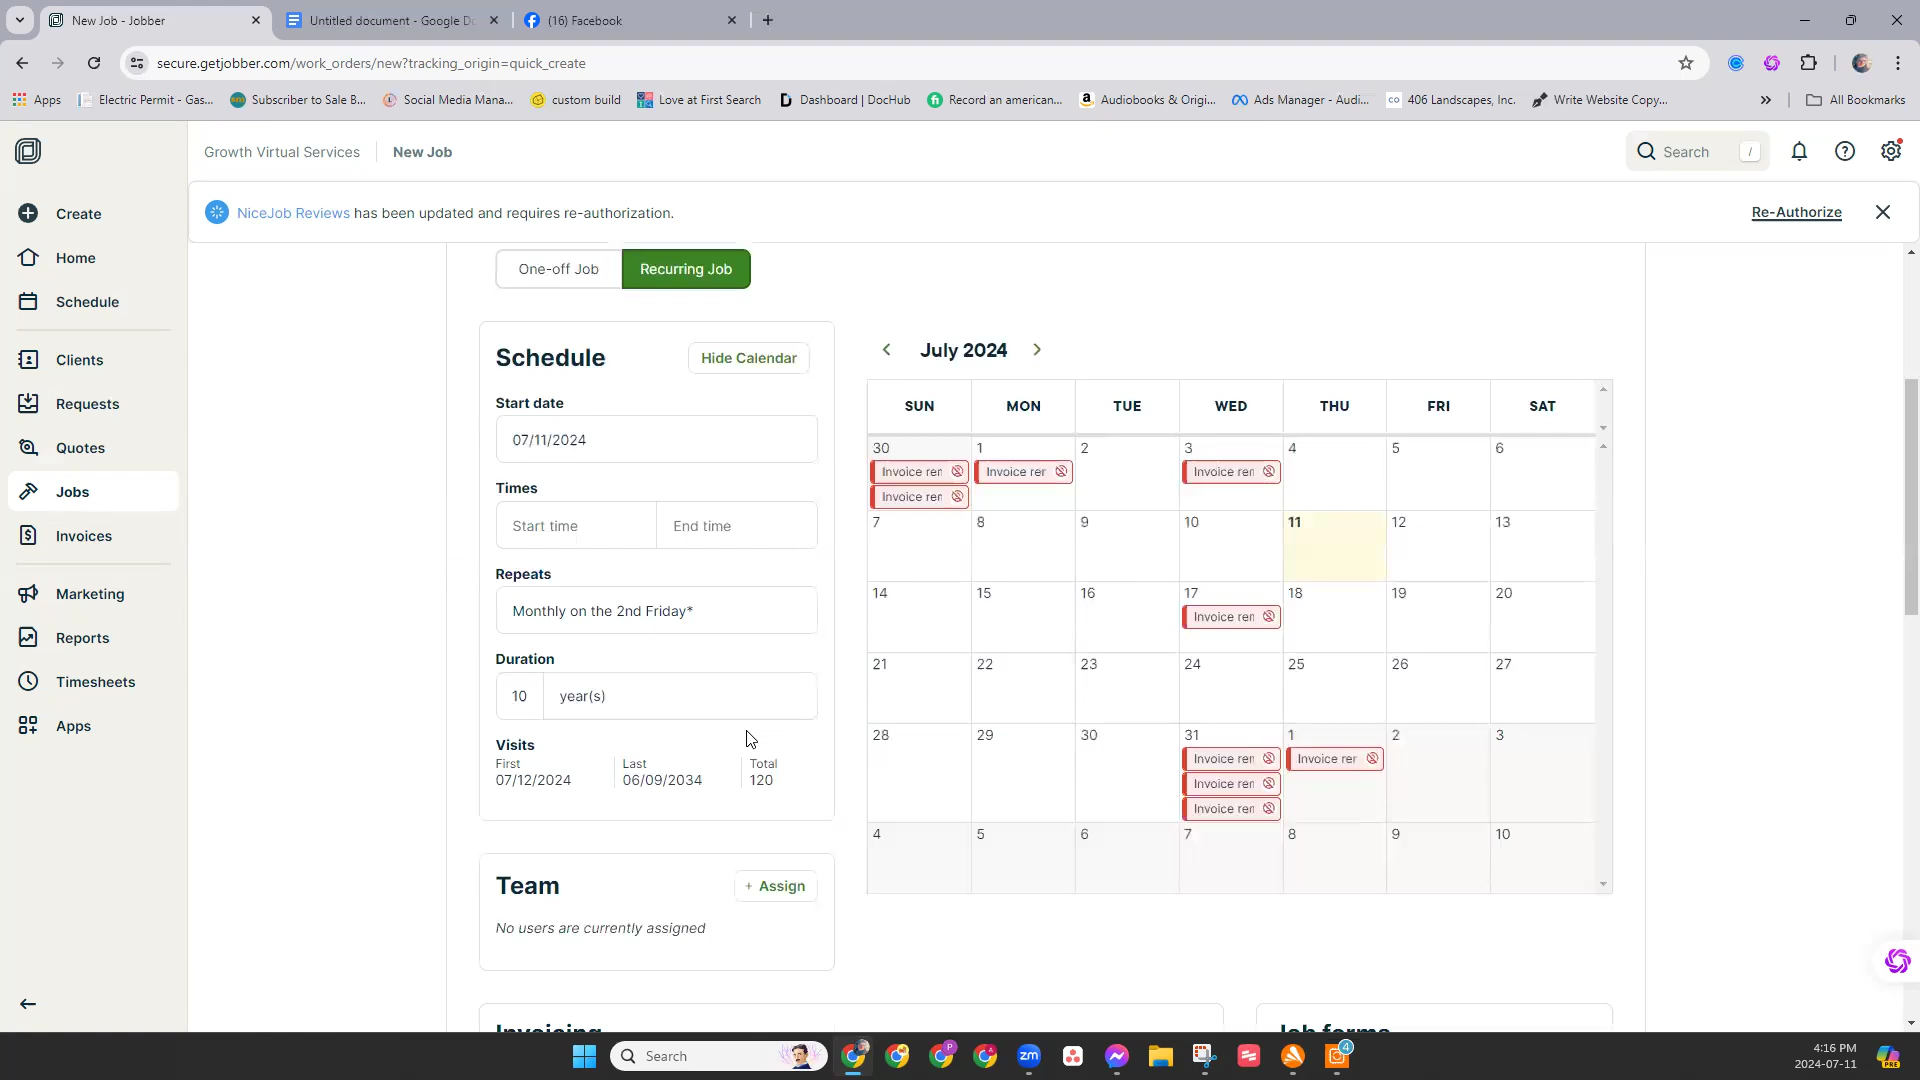 New Job - Jobber
Untitled document - Google Do
(16) Facebook
secure.getjobber.com/work_orders/new?tracking_origin=quick_create
Apps
Electric Permit - Gas...
Subscriber to Sale B...
Social Media Mana...
custom build
Love at First Search
Dashboard | DocHub
Record an american...
Audiobooks & Origi...
Ads Manager - Audi...
406 Landscapes, Inc.
Write Website Copy...
All Bookmarks
Growth Virtual Services
New Job
Search /
NiceJob Reviews has been updated and requires re-authorization.
Re-Authorize
Create
Home
Schedule
Clients
Requests
Quotes
Jobs
Invoices
Marketing
Reports
Timesheets
Apps
One-off Job
Recurring Job
Schedule
Hide Calendar
Start date
07/11/2024
Times
Start time
End time
Repeats
Monthly on the 2nd Friday*
Duration
10 year(s)
Visits
First Last Total
07/12/2024 06/09/2034 120
Team
+ Assign
No users are currently assigned
July 2024
SUN MON TUE WED THU FRI SAT
30 1 2 3 4 5 6
Invoice ren Invoice rer Invoice ren
Invoice ren
7 8 9 10 11 12 13
14 15 16 17 18 19 20
Invoice ren
21 22 23 24 25 26 27
28 29 30 31 1 2 3
Invoice ren Invoice rer
Invoice ren
Invoice ren
4 5 6 7 8 9 10
Invoicing
Job forms
Search
zm
4
4:16 PM
2024-07-11
PRE